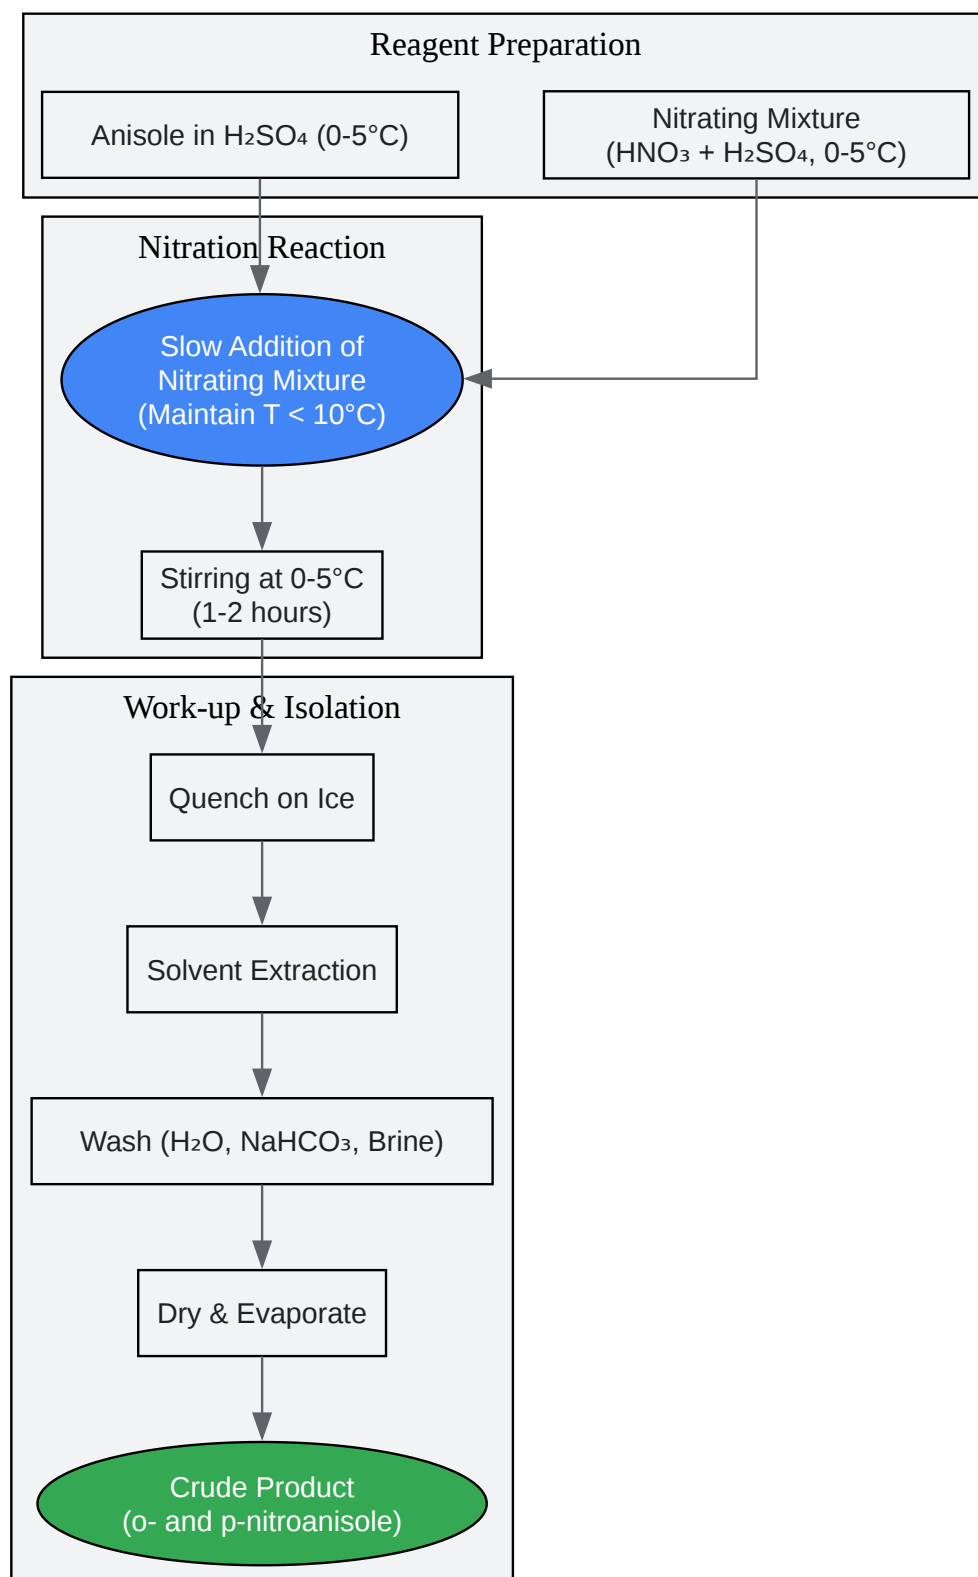 Reagent Preparation
Anisole in H₂SO₄ (0-5°C)
Nitrating Mixture
(HNO₃ + H₂SO₄, 0-5°C)
Nitration Reaction
Slow Addition of
Nitrating Mixture
(Maintain T < 10°C)
Stirring at 0-5°C
(1-2 hours)
Work-up & Isolation
Quench on Ice
Solvent Extraction
Wash (H₂O, NaHCO₃, Brine)
Dry & Evaporate
Crude Product
(o- and p-nitroanisole)